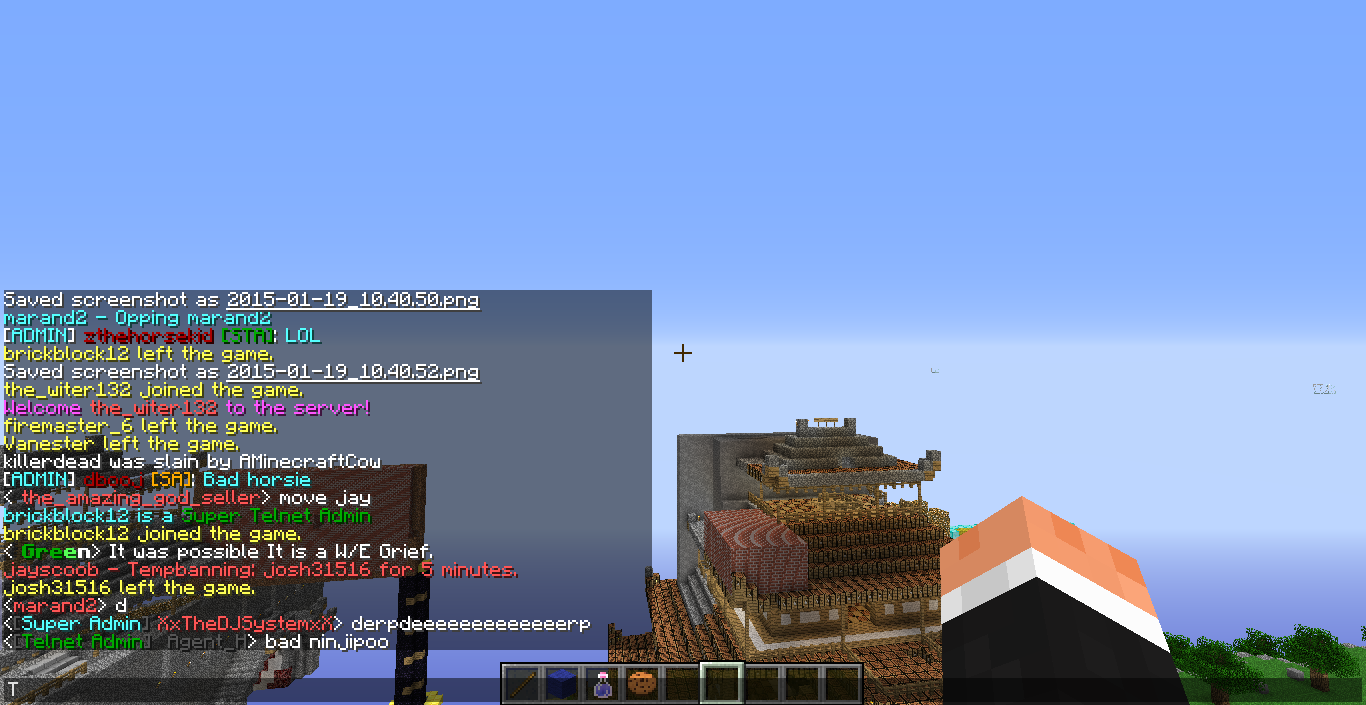 Saved screenshot as 2015-01-19_10.40.50.png
marand2 - Opping marand2
[ADMIN] zthehorsekid [STA]: LOL
brickblock12 left the game.
Saved screenshot as 2015-01-19_10.40.52.png
the_witer132 joined the game.
Welcome the_witer132 to the server!
firemaster_6 left the game.
Vanester left the game.
killerdead was slain by AMinecraftCow
[ADMIN] dbooj [SA]: Bad horsie
< the_amazing_god_seller> move jay
brickblock12 is a Super Telnet Admin
brickblock12 joined the game.
< Green> It was possible It is a W/E Grief.
jayscoob - Tempbanning: josh31516 for 5 minutes.
josh31516 left the game.
<marand2> d
<[Super Admin] XxTheDJSystemxX> derpdeeeeeeeeeeeeerp
<[Telnet Admin] Agent_H> bad ninjipoo
T